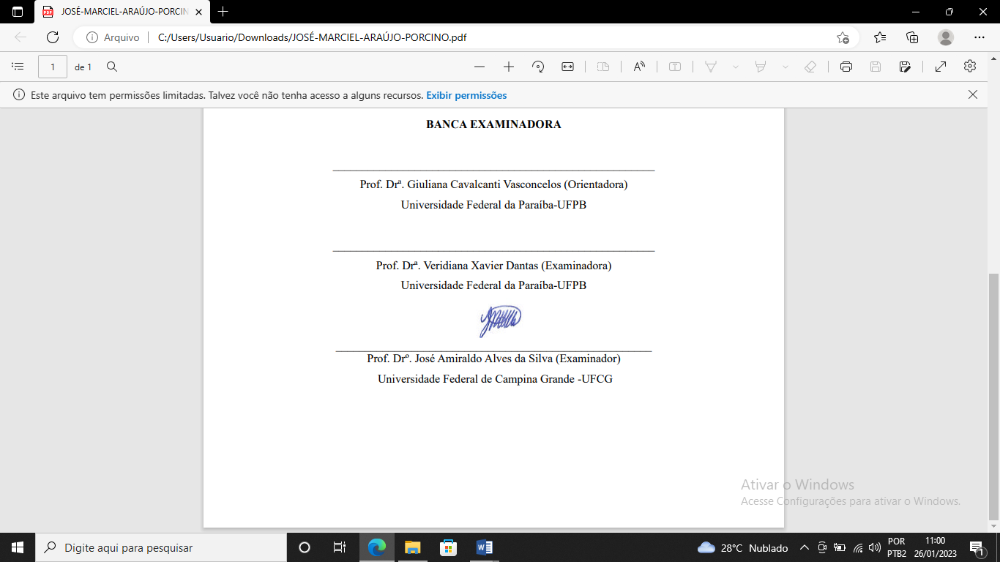 JOSÉ-MARCIEL-ARAÚJO-PORCIN
Arquivo
C:/Users/Usuario/Downloads/JOSÉ-MARCIEL-ARAÚJO-PORCINO.pdf
1 de 1
Este arquivo tem permissões limitadas. Talvez você não tenha acesso a alguns recursos. Exibir permissões
BANCA EXAMINADORA
Prof. Drª. Giuliana Cavalcanti Vasconcelos (Orientadora)
Universidade Federal da Paraíba-UFPB
Prof. Drª. Veridiana Xavier Dantas (Examinadora)
Universidade Federal da Paraíba-UFPB
Prof. Drº. José Amiraldo Alves da Silva (Examinador)
Universidade Federal de Campina Grande -UFCG
Ativar o Windows
Acesse Configurações para ativar o Windows.
Digite aqui para pesquisar
28°C Nublado
POR
PTB2
11:00
26/01/2023
1